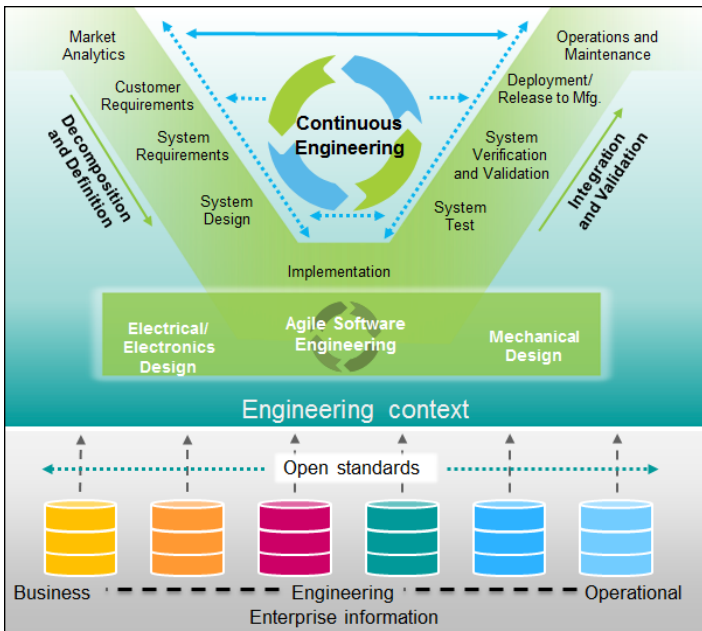 Market
Analytics
Operations and
Maintenance
Customer
Requirements
Deployment/
Release to Mfg.
Continuous
Engineering
Decomposition
and Definition
System
Requirements
System
Verification
and Validation
Integration
and Validation
System
Design
System
Test
Implementation
Electrical/
Electronics
Design
Agile Software
Engineering
Mechanical
Design
Engineering context
Open standards
Business
Engineering
Operational
Enterprise information